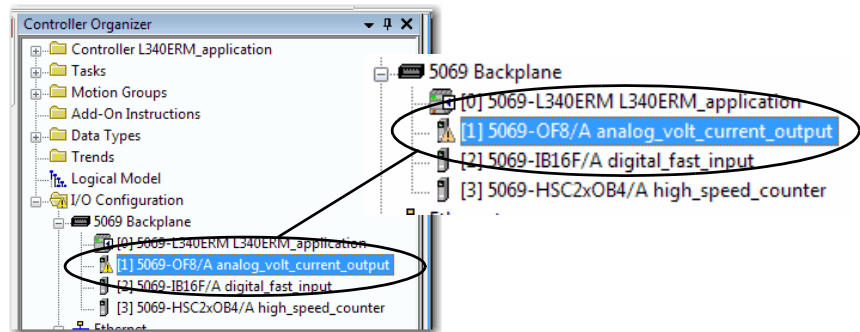 Controller Organizer
Controller L340ERM_application
Tasks
Motion Groups
Add-On Instructions
Data Types
Trends
Logical Model
I/O Configuration
5069 Backplane
[0] 5069-L340ERM L340ERM_application
[1] 5069-OF8/A analog_volt_current_output
[2] 5069-IB16F/A digital_fast_input
[3] 5069-HSC2xOB4/A high_speed_counter
Ethernet
5069 Backplane
[0] 5069-L340ERM L340ERM_application
[1] 5069-OF8/A analog_volt_current_output
[2] 5069-IB16F/A digital_fast_input
[3] 5069-HSC2xOB4/A high_speed_counter